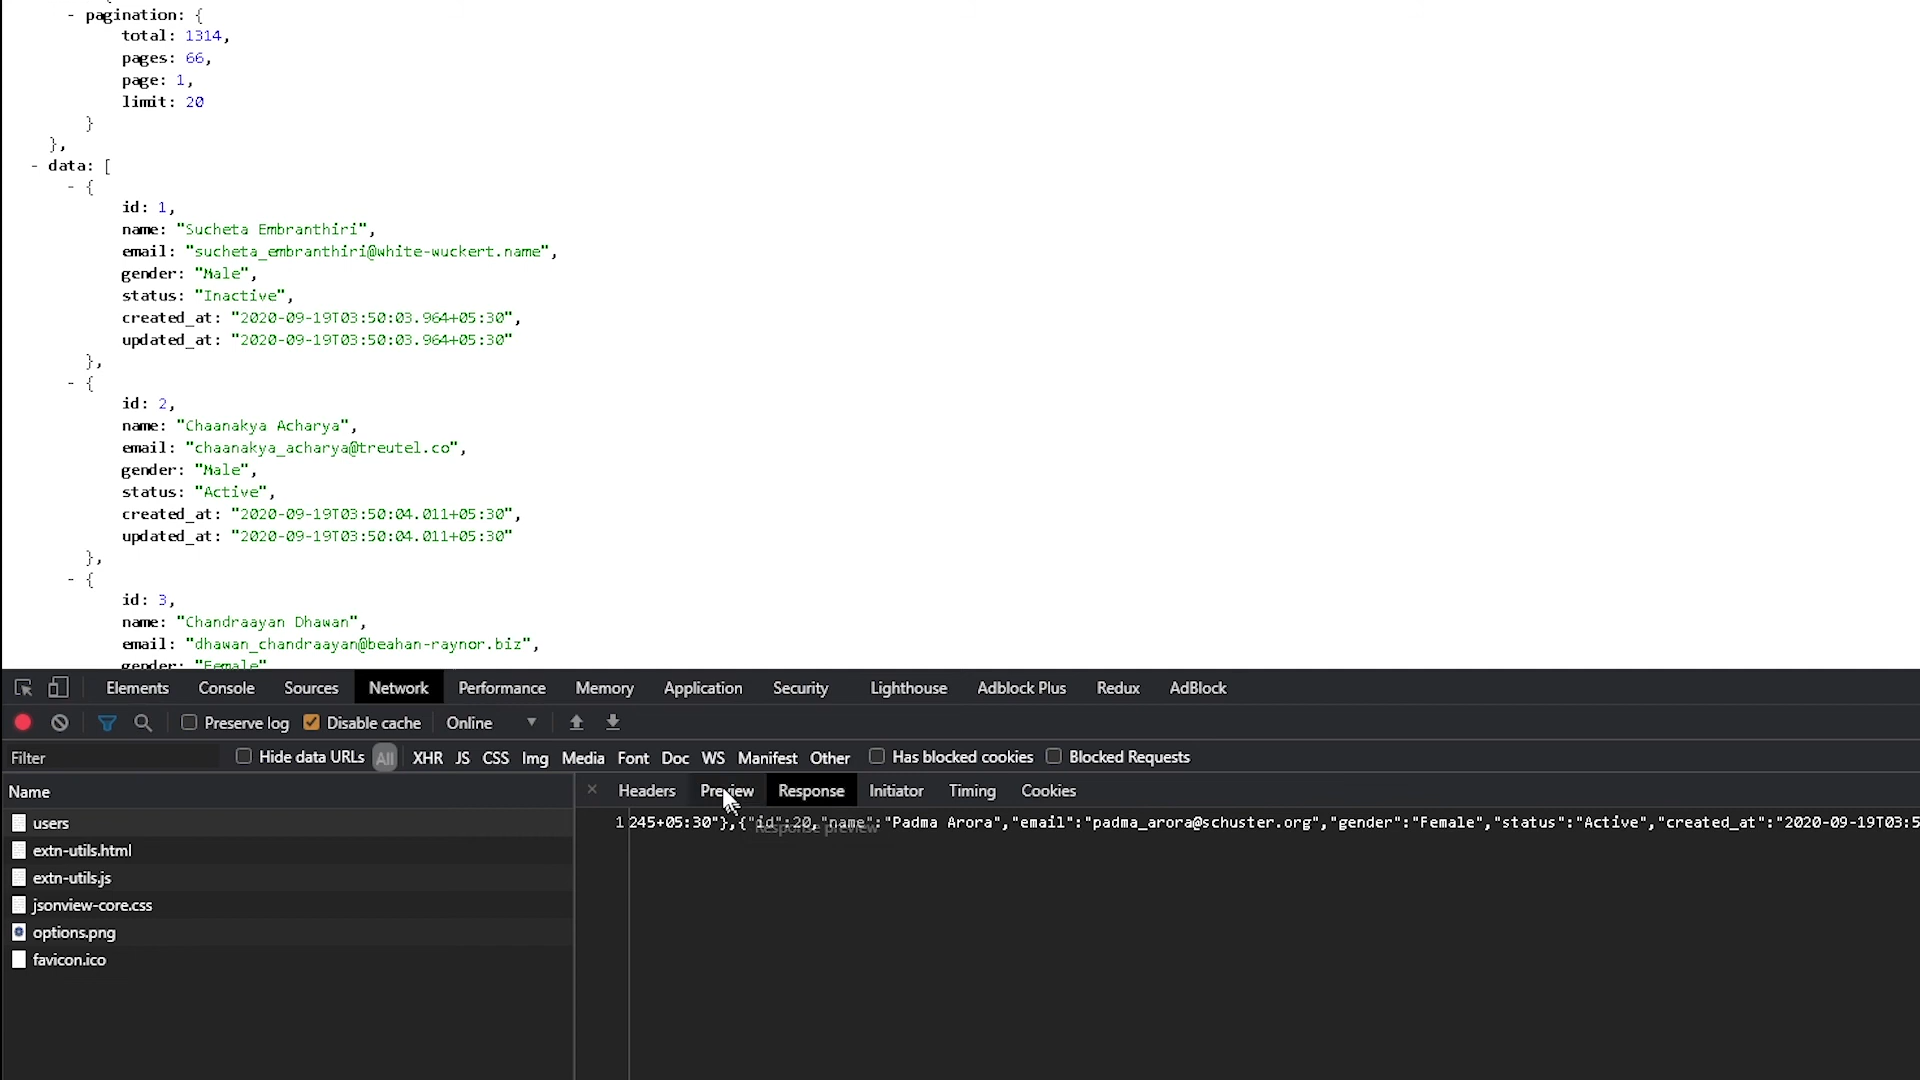 - pagination: {
total: 1314,
pages: 66,
page: 1,
limit: 20
}
},
- data: [
- {
id: 1,
name: "Sucheta Embranthiri",
email: "sucheta_embranthiri@white-wuckert.name",
gender: "Male",
status: "Inactive",
created_at: "2020-09-19T03:50:03.964+05:30",
updated_at: "2020-09-19T03:50:03.964+05:30"
},
- {
id: 2,
name: "Chaanakya Acharya",
email: "chaanakya_acharya@treutel.co",
gender: "Male",
status: "Active",
created_at: "2020-09-19T03:50:04.011+05:30",
updated_at: "2020-09-19T03:50:04.011+05:30"
},
- {
id: 3,
name: "Chandraayan Dhawan",
email: "dhawan_chandraayan@beahan-raynor.biz",
gender: "Female"
Elements Console Sources Network Performance Memory Application Security Lighthouse Adblock Plus Redux AdBlock
Preserve log Disable cache Online
Filter Hide data URLs All XHR JS CSS Img Media Font Doc WS Manifest Other Has blocked cookies Blocked Requests
Name × Headers Preview Response Initiator Timing Cookies
users
1 245+05:30"},{"id":20,"name":"Padma Arora","email":"padma_arora@schuster.org","gender":"Female","status":"Active","created_at":"2020-09-19T03:5
Response preview
extn-utils.html
extn-utils.js
jsonview-core.css
options.png
favicon.ico